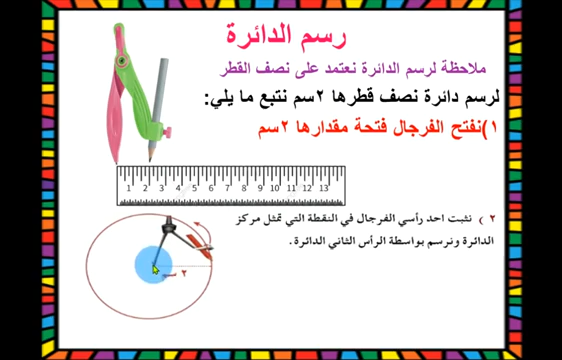 رسم الدائرة
ملاحظة لرسم الدائرة نعتمد على نصف القطر
لرسم دائرة نصف قطرها ٢سم نتبع ما يلي:
١)نفتح الفرجال فتحة مقدارها ٢سم
1 2 3 4 5 6 7 8 9 10 11 12 13
٢ ) نثبت احد رأسي الفرجال في النقطة التي تمثل مركز
الدائرة ونرسم بواسطة الرأس الثاني الدائرة .
٢ سم